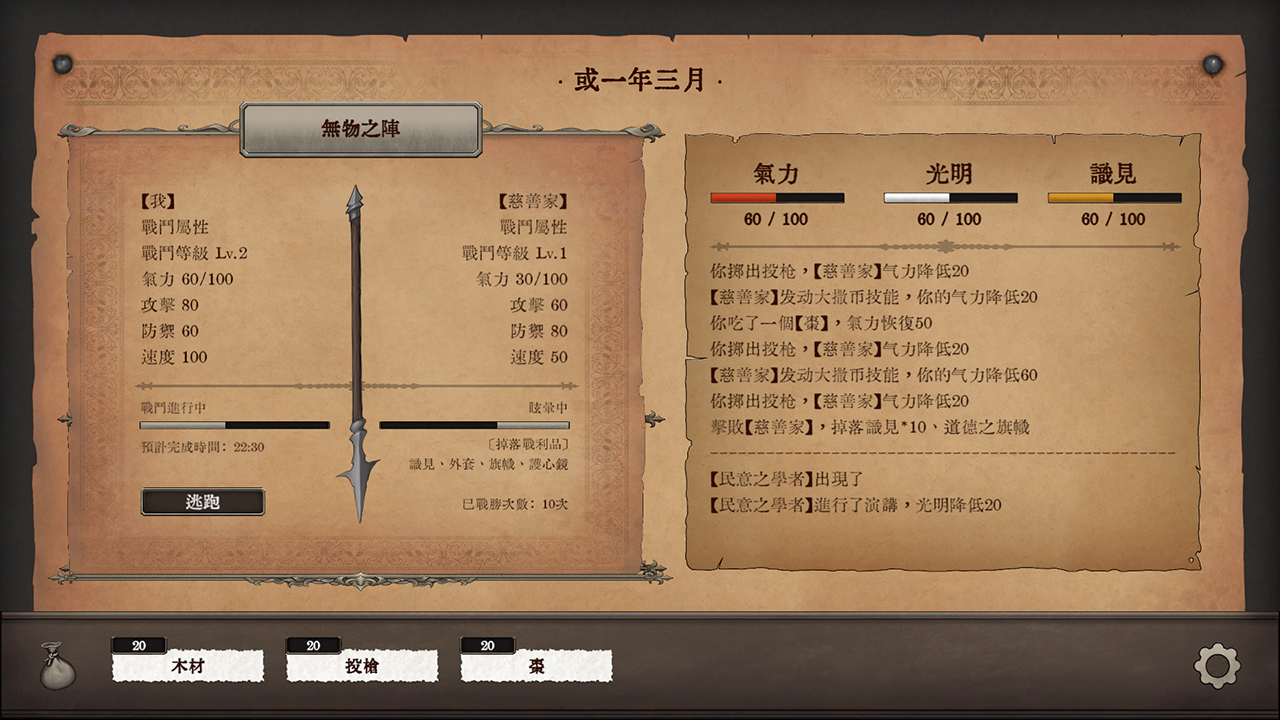 · 或一年三月 ·
無物之陣
【我】
戰鬥屬性
戰鬥等級 Lv.2
氣力 60/100
攻擊 80
防禦 60
速度 100
【慈善家】
戰鬥屬性
戰鬥等級 Lv.1
氣力 30/100
攻擊 60
防禦 80
速度 50
戰鬥進行中
預計完成時間：22:30
逃跑
眩暈中
〔掉落戰利品〕
識見、外套、旗幟、護心鏡
已戰勝次數：10次
氣力
60 / 100
光明
60 / 100
識見
60 / 100
你掷出投枪，【慈善家】气力降低20
【慈善家】发动大撒币技能，你的气力降低20
你吃了一個【棗】，氣力恢復50
你掷出投枪，【慈善家】气力降低20
【慈善家】发动大撒币技能，你的气力降低60
你掷出投枪，【慈善家】气力降低20
擊敗【慈善家】，掉落識見*10、道德之旗幟
【民意之學者】出現了
【民意之學者】進行了演講，光明降低20
20
木材
20
投槍
20
棗